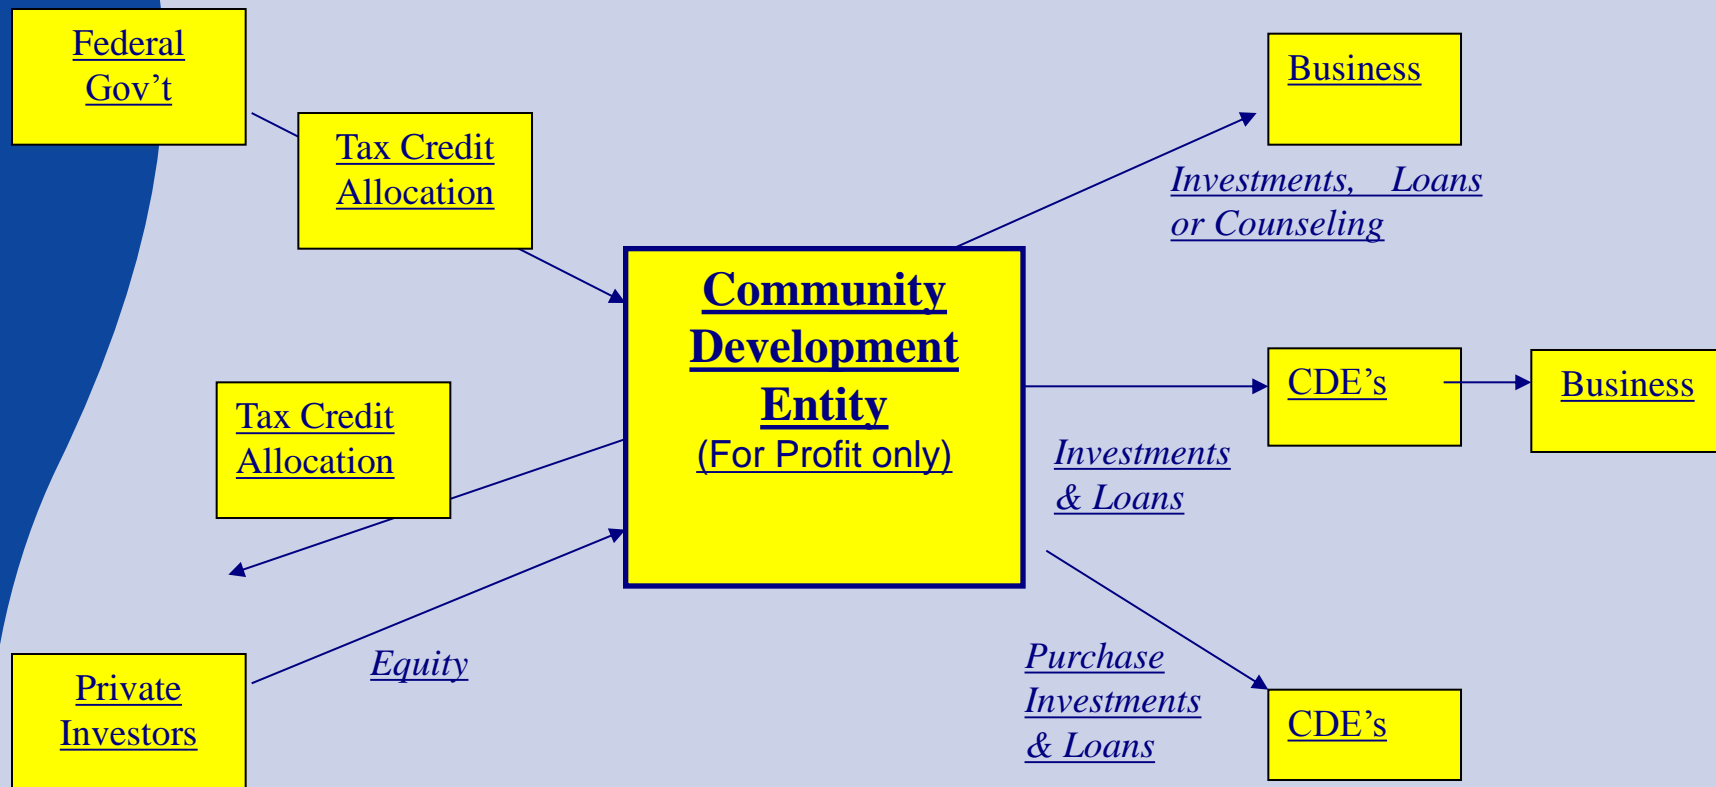 Federal
Gov’t
Tax Credit
Allocation
Business
Investments, Loans
or Counseling
Community
Development
Entity
(For Profit only)
CDE’s
Business
Tax Credit
Allocation
Investments
& Loans
Equity
Private
Investors
Purchase
Investments
& Loans
CDE’s